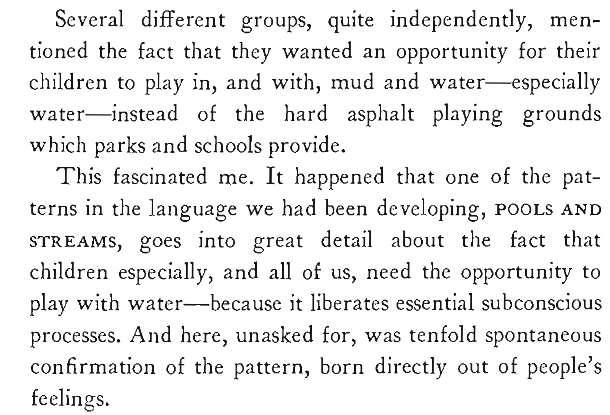 Several different groups, quite independently, men-
tioned the fact that they wanted an opportunity for their
children to play in, and with, mud and water—especially
water—instead of the hard asphalt playing grounds
which parks and schools provide.
This fascinated me. It happened that one of the pat-
terns in the language we had been developing, POOLS AND
STREAMS, goes into great detail about the fact that
children especially, and all of us, need the opportunity to
play with water—because it liberates essential subconscious
processes. And here, unasked for, was tenfold spontaneous
confirmation of the pattern, born directly out of people's
feelings.